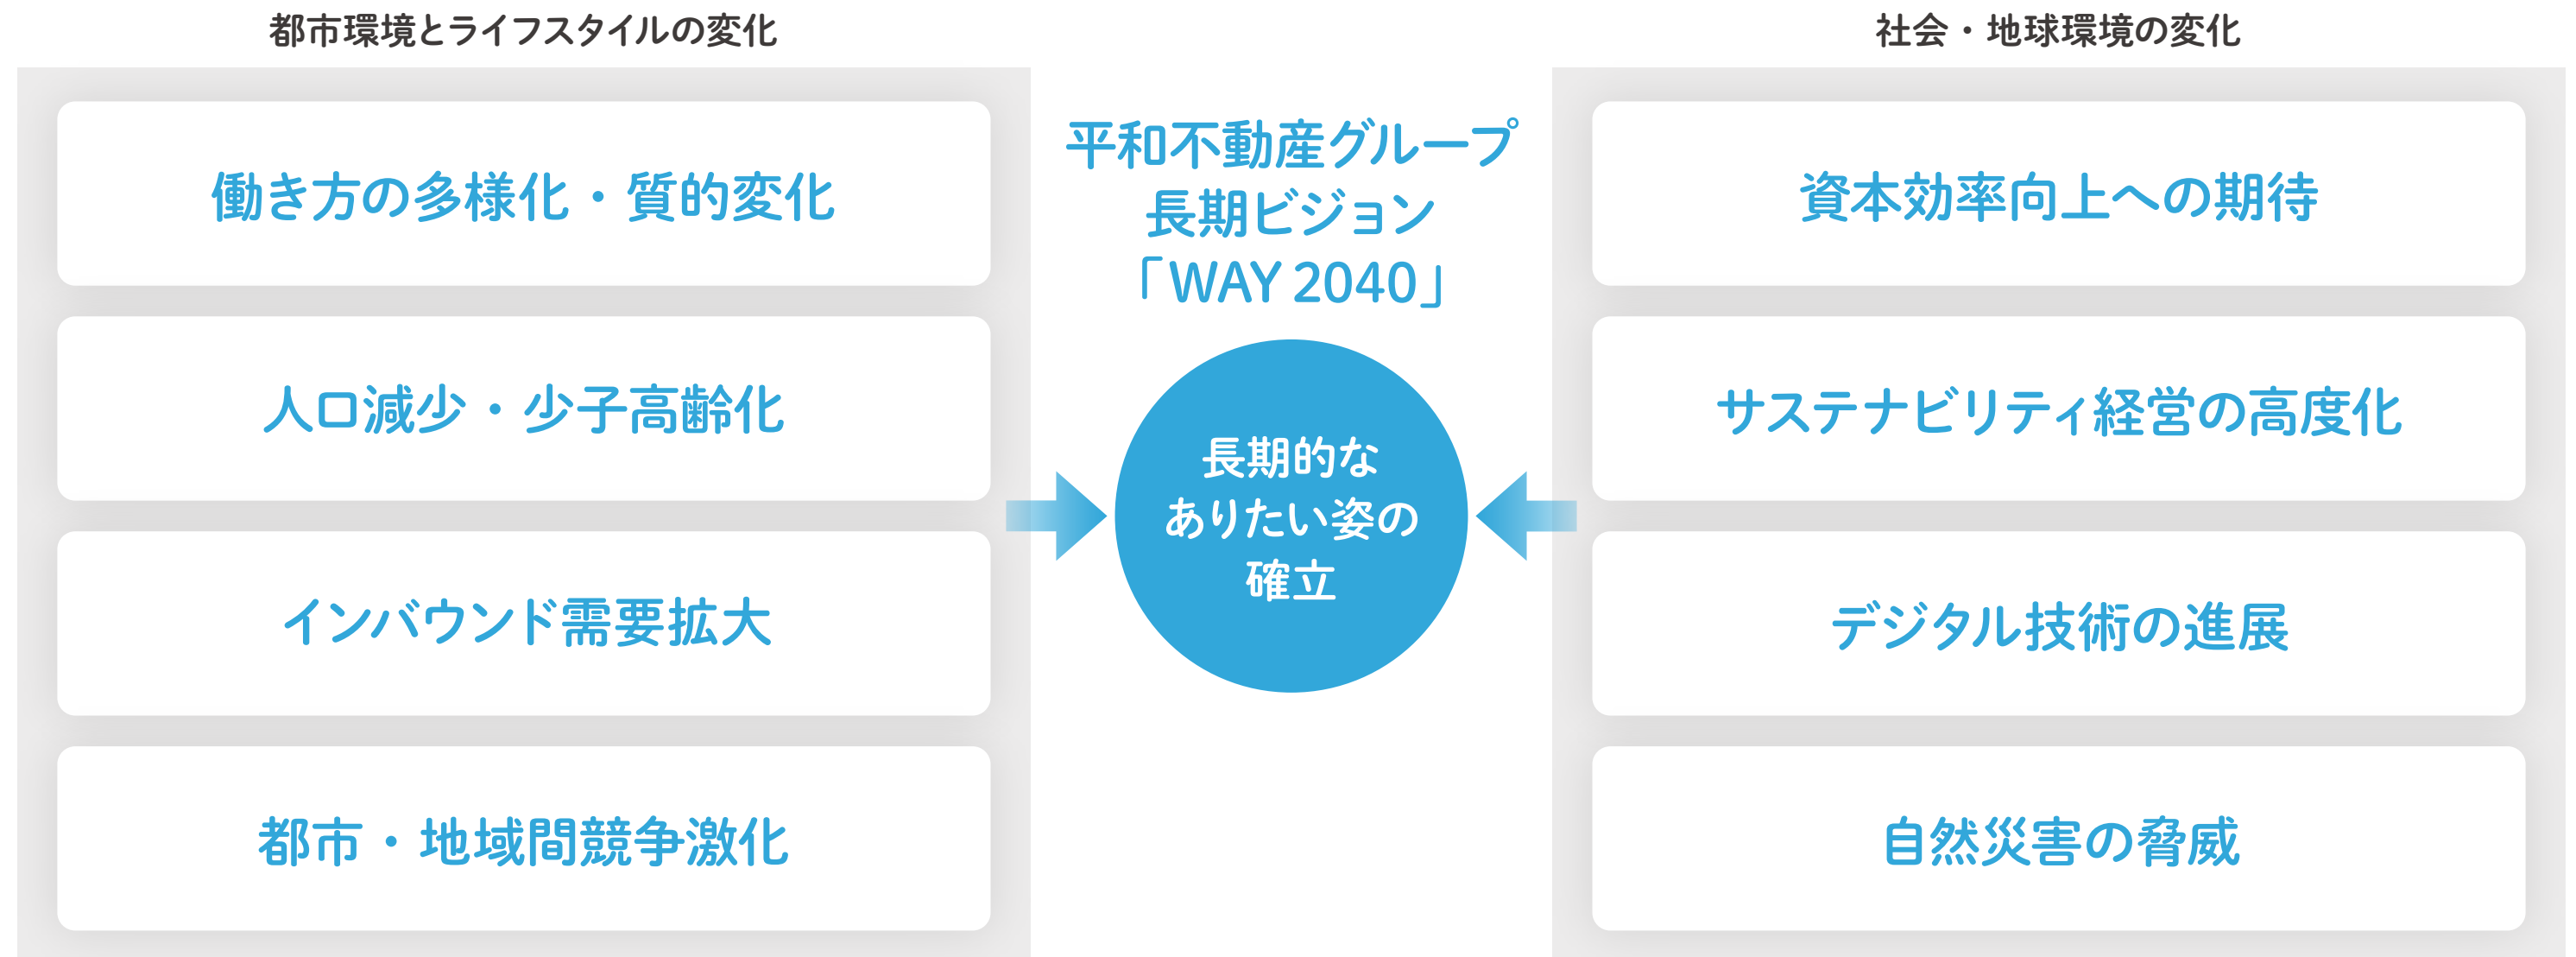 都市環境とライフスタイルの変化
働き方の多様化・質的変化
人口減少・少子高齢化
インバウンド需要拡大
都市・地域間競争激化
平和不動産グループ
長期ビジョン
「WAY 2040」
長期的な
ありたい姿の
確立
社会・地球環境の変化
資本効率向上への期待
サステナビリティ経営の高度化
デジタル技術の進展
自然災害の脅威